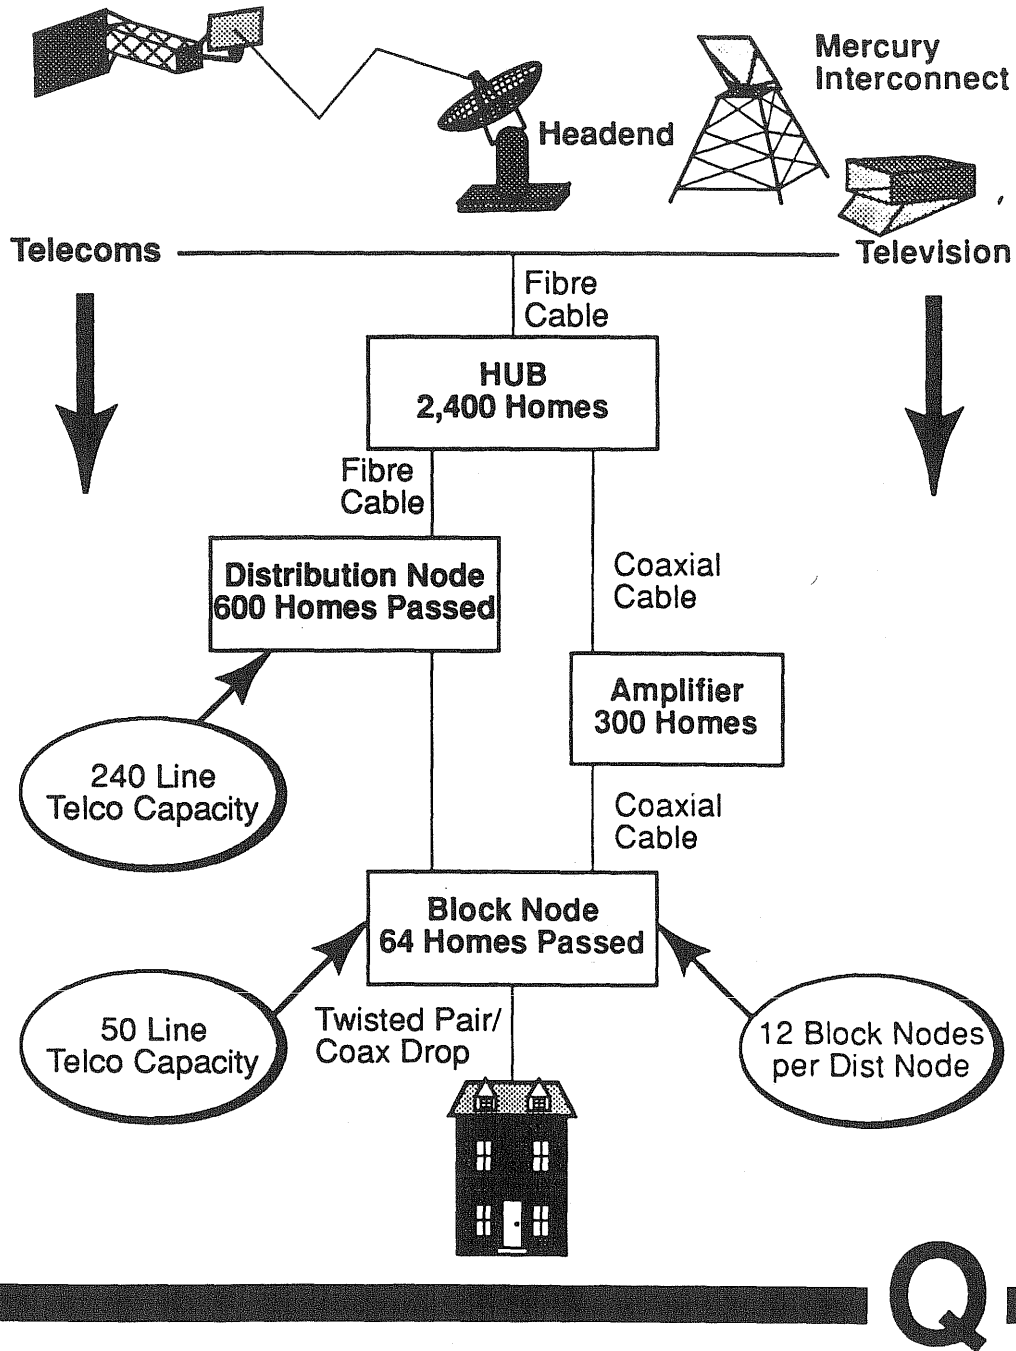 Mercury
Interconnect
Headend
Telecoms
Television
Fibre
Cable
HUB
2,400 Homes
Fibre
Cable
Distribution Node
600 Homes Passed
Coaxial
Cable
Amplifier
300 Homes
240 Line
Telco Capacity
Coaxial
Cable
Block Node
64 Homes Passed
50 Line
Telco Capacity
Twisted Pair/
Coax Drop
12 Block Nodes
per Dist Node
Q